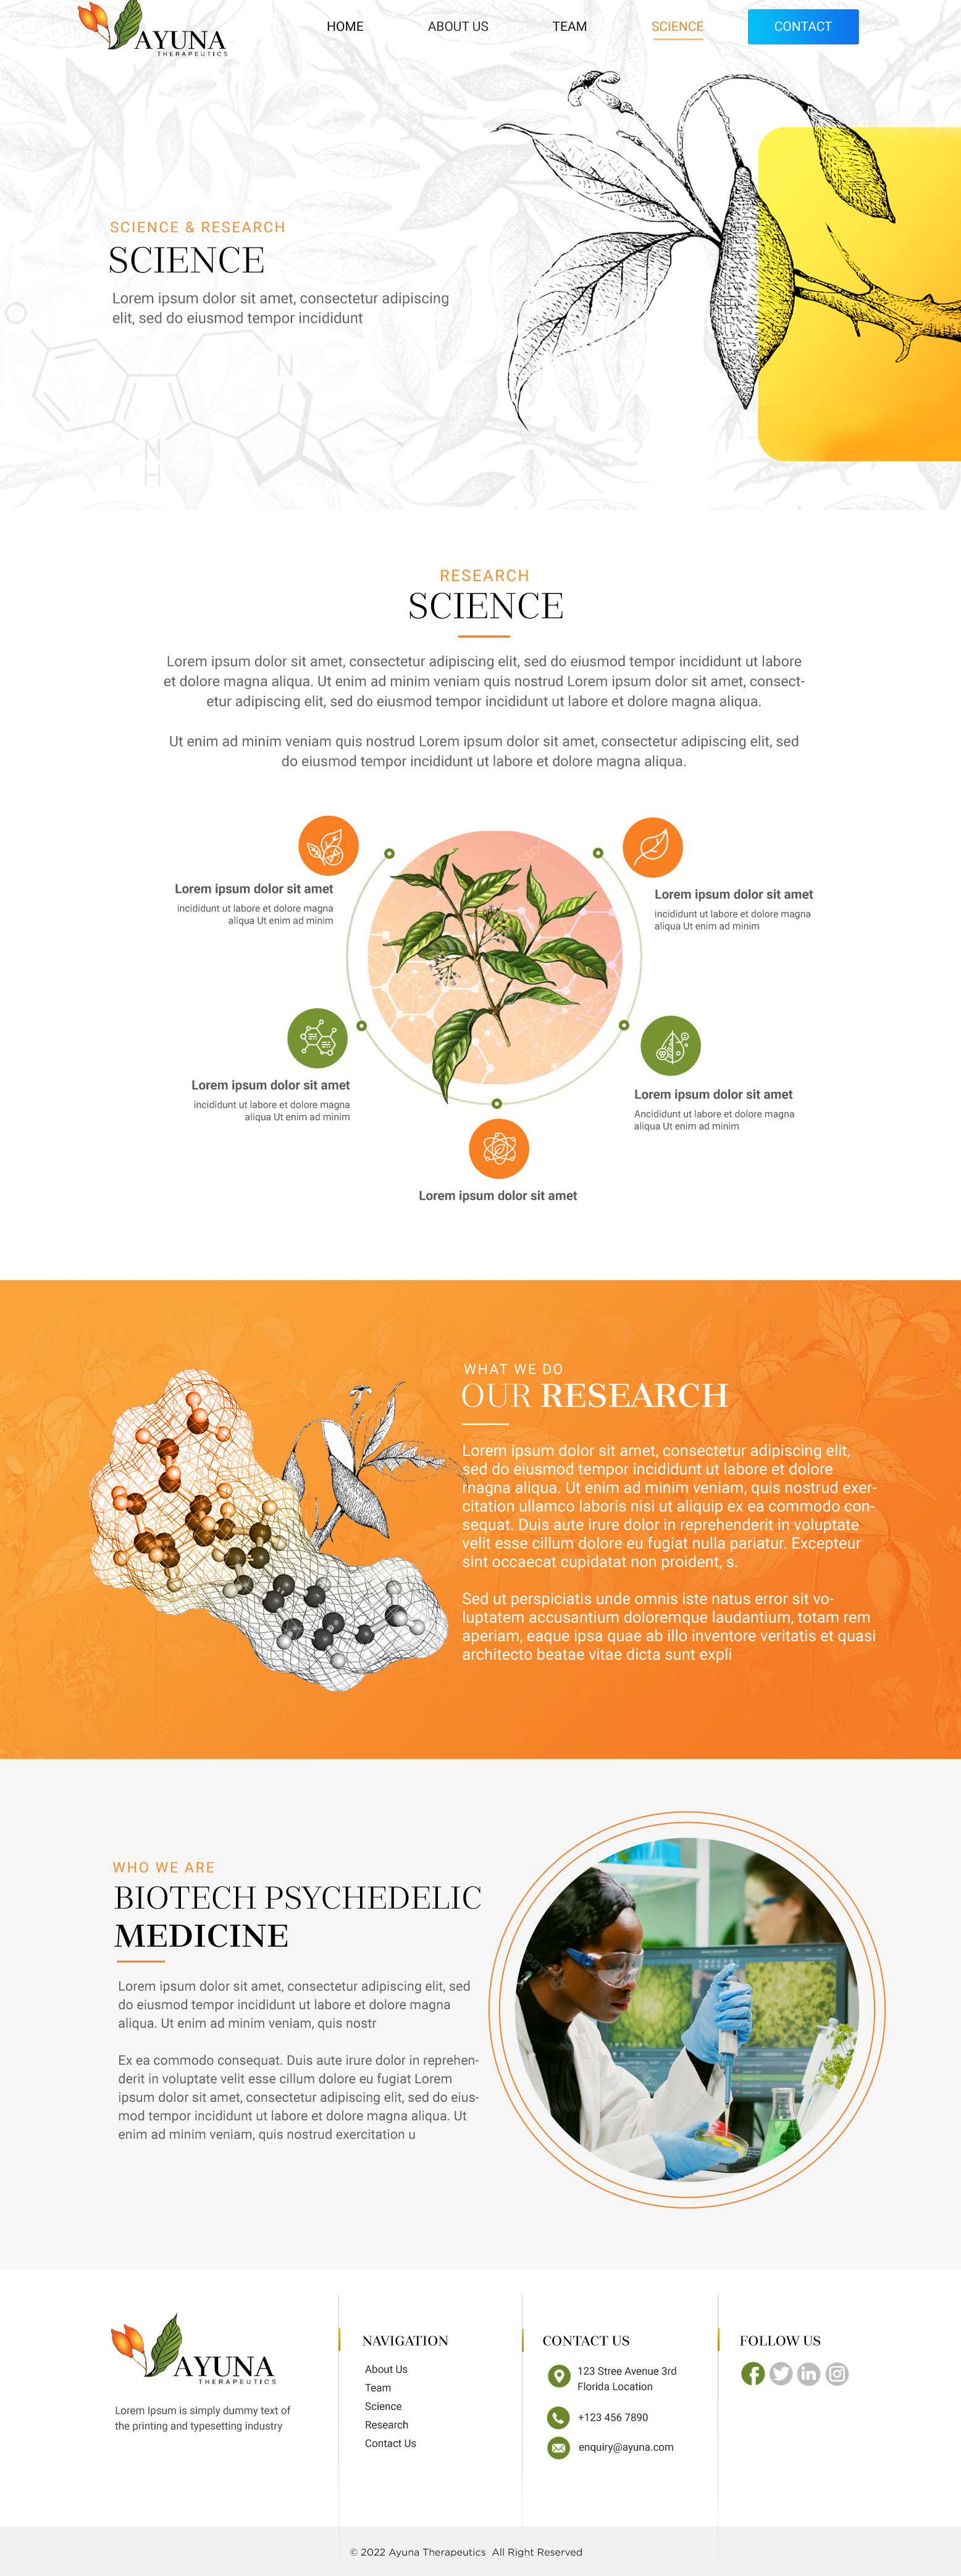 AYUNA
THERAPEUTICS
HOME
ABOUT US
TEAM
SCIENCE
CONTACT
SCIENCE & RESEARCH
SCIENCE
Lorem ipsum dolor sit amet, consectetur adipiscing
elit, sed do eiusmod tempor incididunt
N
N
H
RESEARCH
SCIENCE
Lorem ipsum dolor sit amet, consectetur adipiscing elit, sed do eiusmod tempor incididunt ut labore
et dolore magna aliqua. Ut enim ad minim veniam quis nostrud Lorem ipsum dolor sit amet, consect-
etur adipiscing elit, sed do eiusmod tempor incididunt ut labore et dolore magna aliqua.
Ut enim ad minim veniam quis nostrud Lorem ipsum dolor sit amet, consectetur adipiscing elit, sed
do eiusmod tempor incididunt ut labore et dolore magna aliqua.
Lorem ipsum dolor sit amet
incididunt ut labore et dolore magna
aliqua Ut enim ad minim
Lorem ipsum dolor sit amet
incididunt ut labore et dolore magna
aliqua Ut enim ad minim
Lorem ipsum dolor sit amet
incididunt ut labore et dolore magna
aliqua Ut enim ad minim
Lorem ipsum dolor sit amet
Ancididunt ut labore et dolore magna
aliqua Ut enim ad minim
Lorem ipsum dolor sit amet
WHAT WE DO
OUR RESEARCH
Lorem ipsum dolor sit amet, consectetur adipiscing elit,
sed do eiusmod tempor incididunt ut labore et dolore
magna aliqua. Ut enim ad minim veniam, quis nostrud exer-
citation ullamco laboris nisi ut aliquip ex ea commodo con-
sequat. Duis aute irure dolor in reprehenderit in voluptate
velit esse cillum dolore eu fugiat nulla pariatur. Excepteur
sint occaecat cupidatat non proident, s.
Sed ut perspiciatis unde omnis iste natus error sit vo-
luptatem accusantium doloremque laudantium, totam rem
aperiam, eaque ipsa quae ab illo inventore veritatis et quasi
architecto beatae vitae dicta sunt expli
WHO WE ARE
BIOTECH PSYCHEDELIC
MEDICINE
Lorem ipsum dolor sit amet, consectetur adipiscing elit, sed
do eiusmod tempor incididunt ut labore et dolore magna
aliqua. Ut enim ad minim veniam, quis nostr
Ex ea commodo consequat. Duis aute irure dolor in reprehen-
derit in voluptate velit esse cillum dolore eu fugiat Lorem
ipsum dolor sit amet, consectetur adipiscing elit, sed do eius-
mod tempor incididunt ut labore et dolore magna aliqua. Ut
enim ad minim veniam, quis nostrud exercitation u
AYUNA
THERAPEUTICS
Lorem Ipsum is simply dummy text of
the printing and typesetting industry
NAVIGATION
About Us
Team
Science
Research
Contact Us
CONTACT US
123 Stree Avenue 3rd
Florida Location
+123 456 7890
enquiry@ayuna.com
FOLLOW US
© 2022 Ayuna Therapeutics All Right Reserved